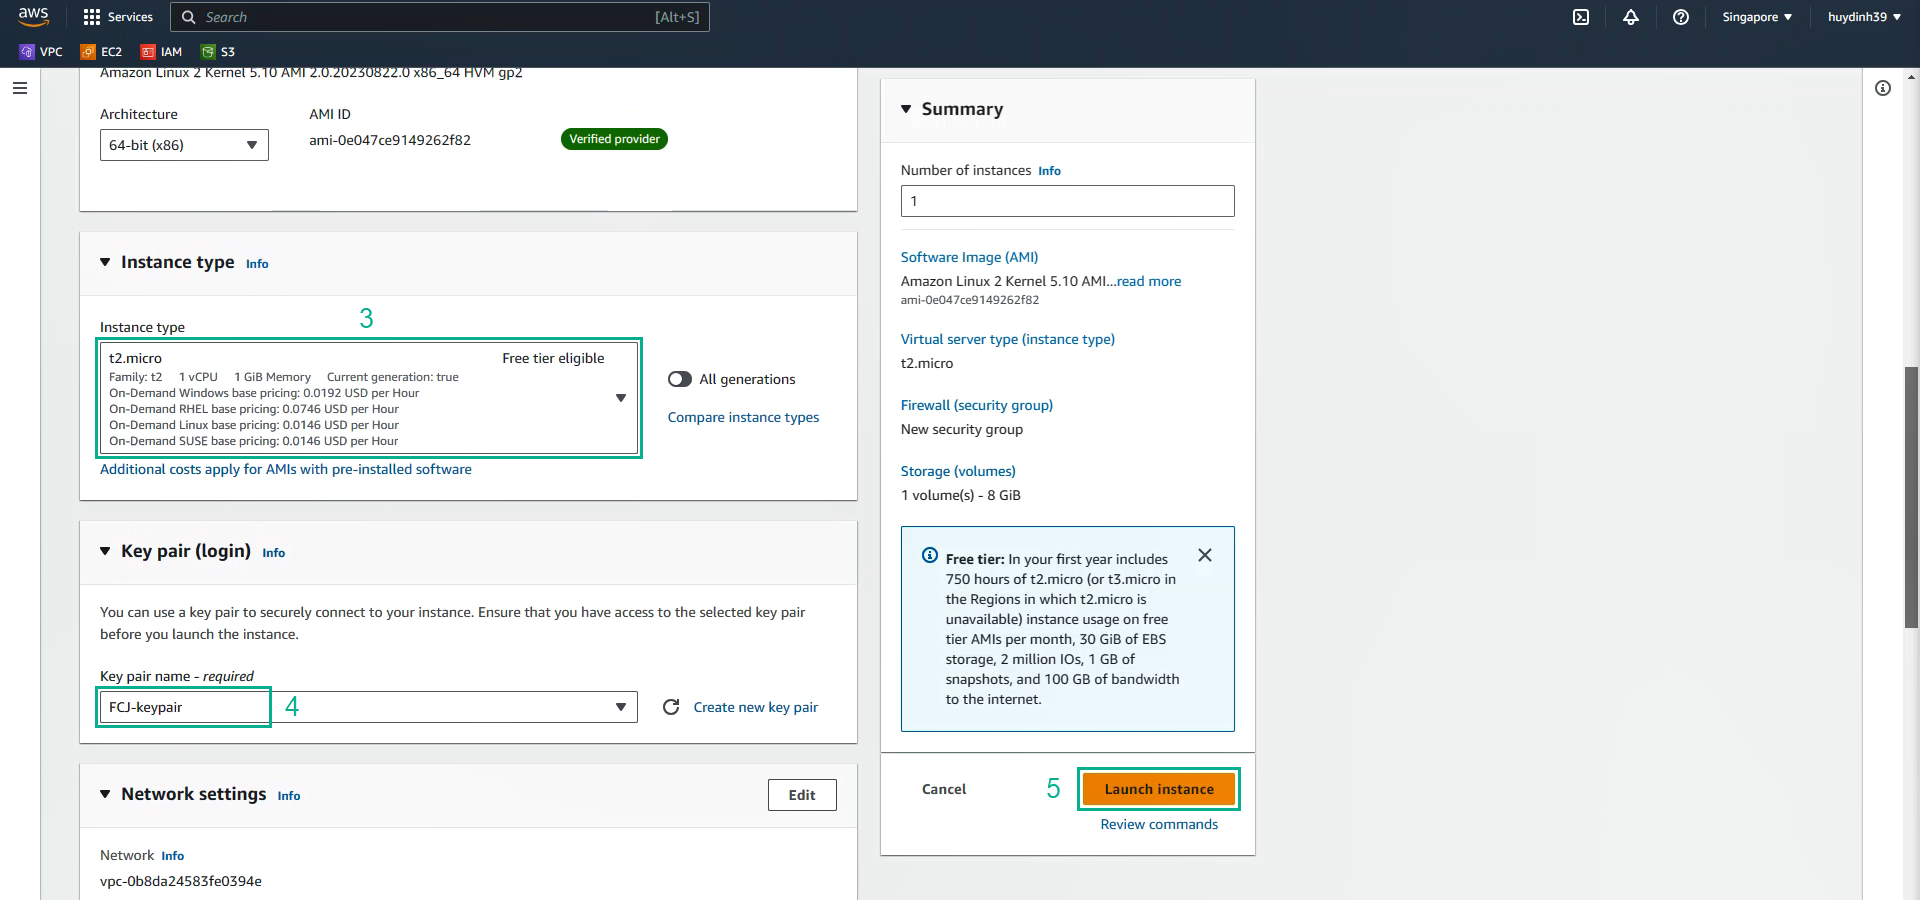 aws
Services
Search
[Alt+S]
Singapore
huydinh39
VPC
EC2
IAM
S3
Amazon Linux 2 Kernel 5.10 AMI 2.0.20230822.0 x86_64 HVM gp2
Architecture
AMI ID
64-bit (x86)
ami-0e047ce9149262f82
Verified provider
Instance type Info
3
Instance type
t2.micro
Free tier eligible
Family: t2 1 vCPU 1 GiB Memory Current generation: true
On-Demand Windows base pricing: 0.0192 USD per Hour
On-Demand RHEL base pricing: 0.0746 USD per Hour
On-Demand Linux base pricing: 0.0146 USD per Hour
On-Demand SUSE base pricing: 0.0146 USD per Hour
All generations
Compare instance types
Additional costs apply for AMIs with pre-installed software
Key pair (login) Info
You can use a key pair to securely connect to your instance. Ensure that you have access to the selected key pair
before you launch the instance.
Key pair name - required
FCJ-keypair
4
Create new key pair
Network settings Info
Edit
Network Info
vpc-0b8da24583fe0394e
Summary
Number of instances Info
1
Software Image (AMI)
Amazon Linux 2 Kernel 5.10 AMI...read more
ami-0e047ce9149262f82
Virtual server type (instance type)
t2.micro
Firewall (security group)
New security group
Storage (volumes)
1 volume(s) - 8 GiB
Free tier: In your first year includes
750 hours of t2.micro (or t3.micro in
the Regions in which t2.micro is
unavailable) instance usage on free
tier AMIs per month, 30 GiB of EBS
storage, 2 million IOs, 1 GB of
snapshots, and 100 GB of bandwidth
to the internet.
Cancel
5
Launch instance
Review commands